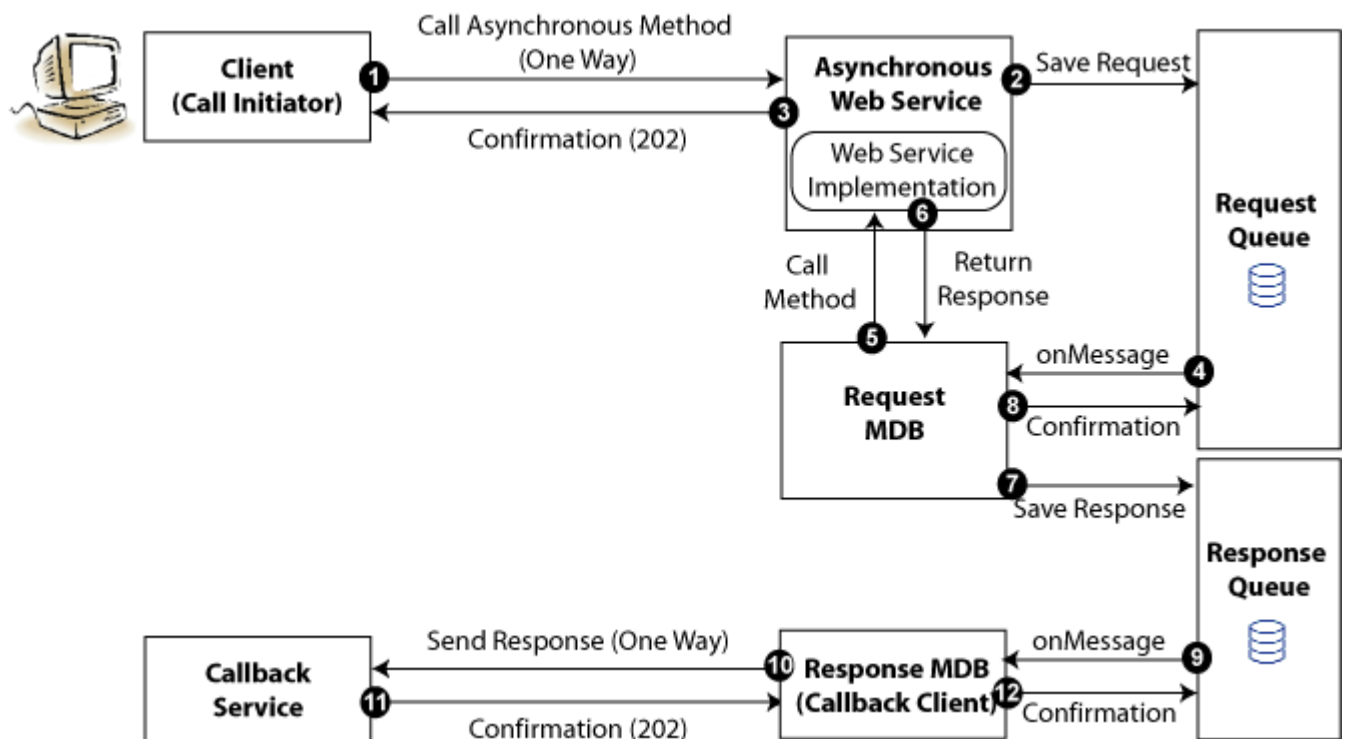 Call Asynchronous Method
(One Way)
Client
(Call Initiator)
1
3
Confirmation (202)
Asynchronous
Web Service
2
Save Request
Web Service
Implementation
6
Request
Queue
Call
Method
Return
Response
5
onMessage
4
Request
MDB
8
Confirmation
7
Save Response
Response
Queue
Send Response (One Way)
onMessage
10
9
Callback
Service
11
Response MDB
(Callback Client)
12
Confirmation (202)
Confirmation